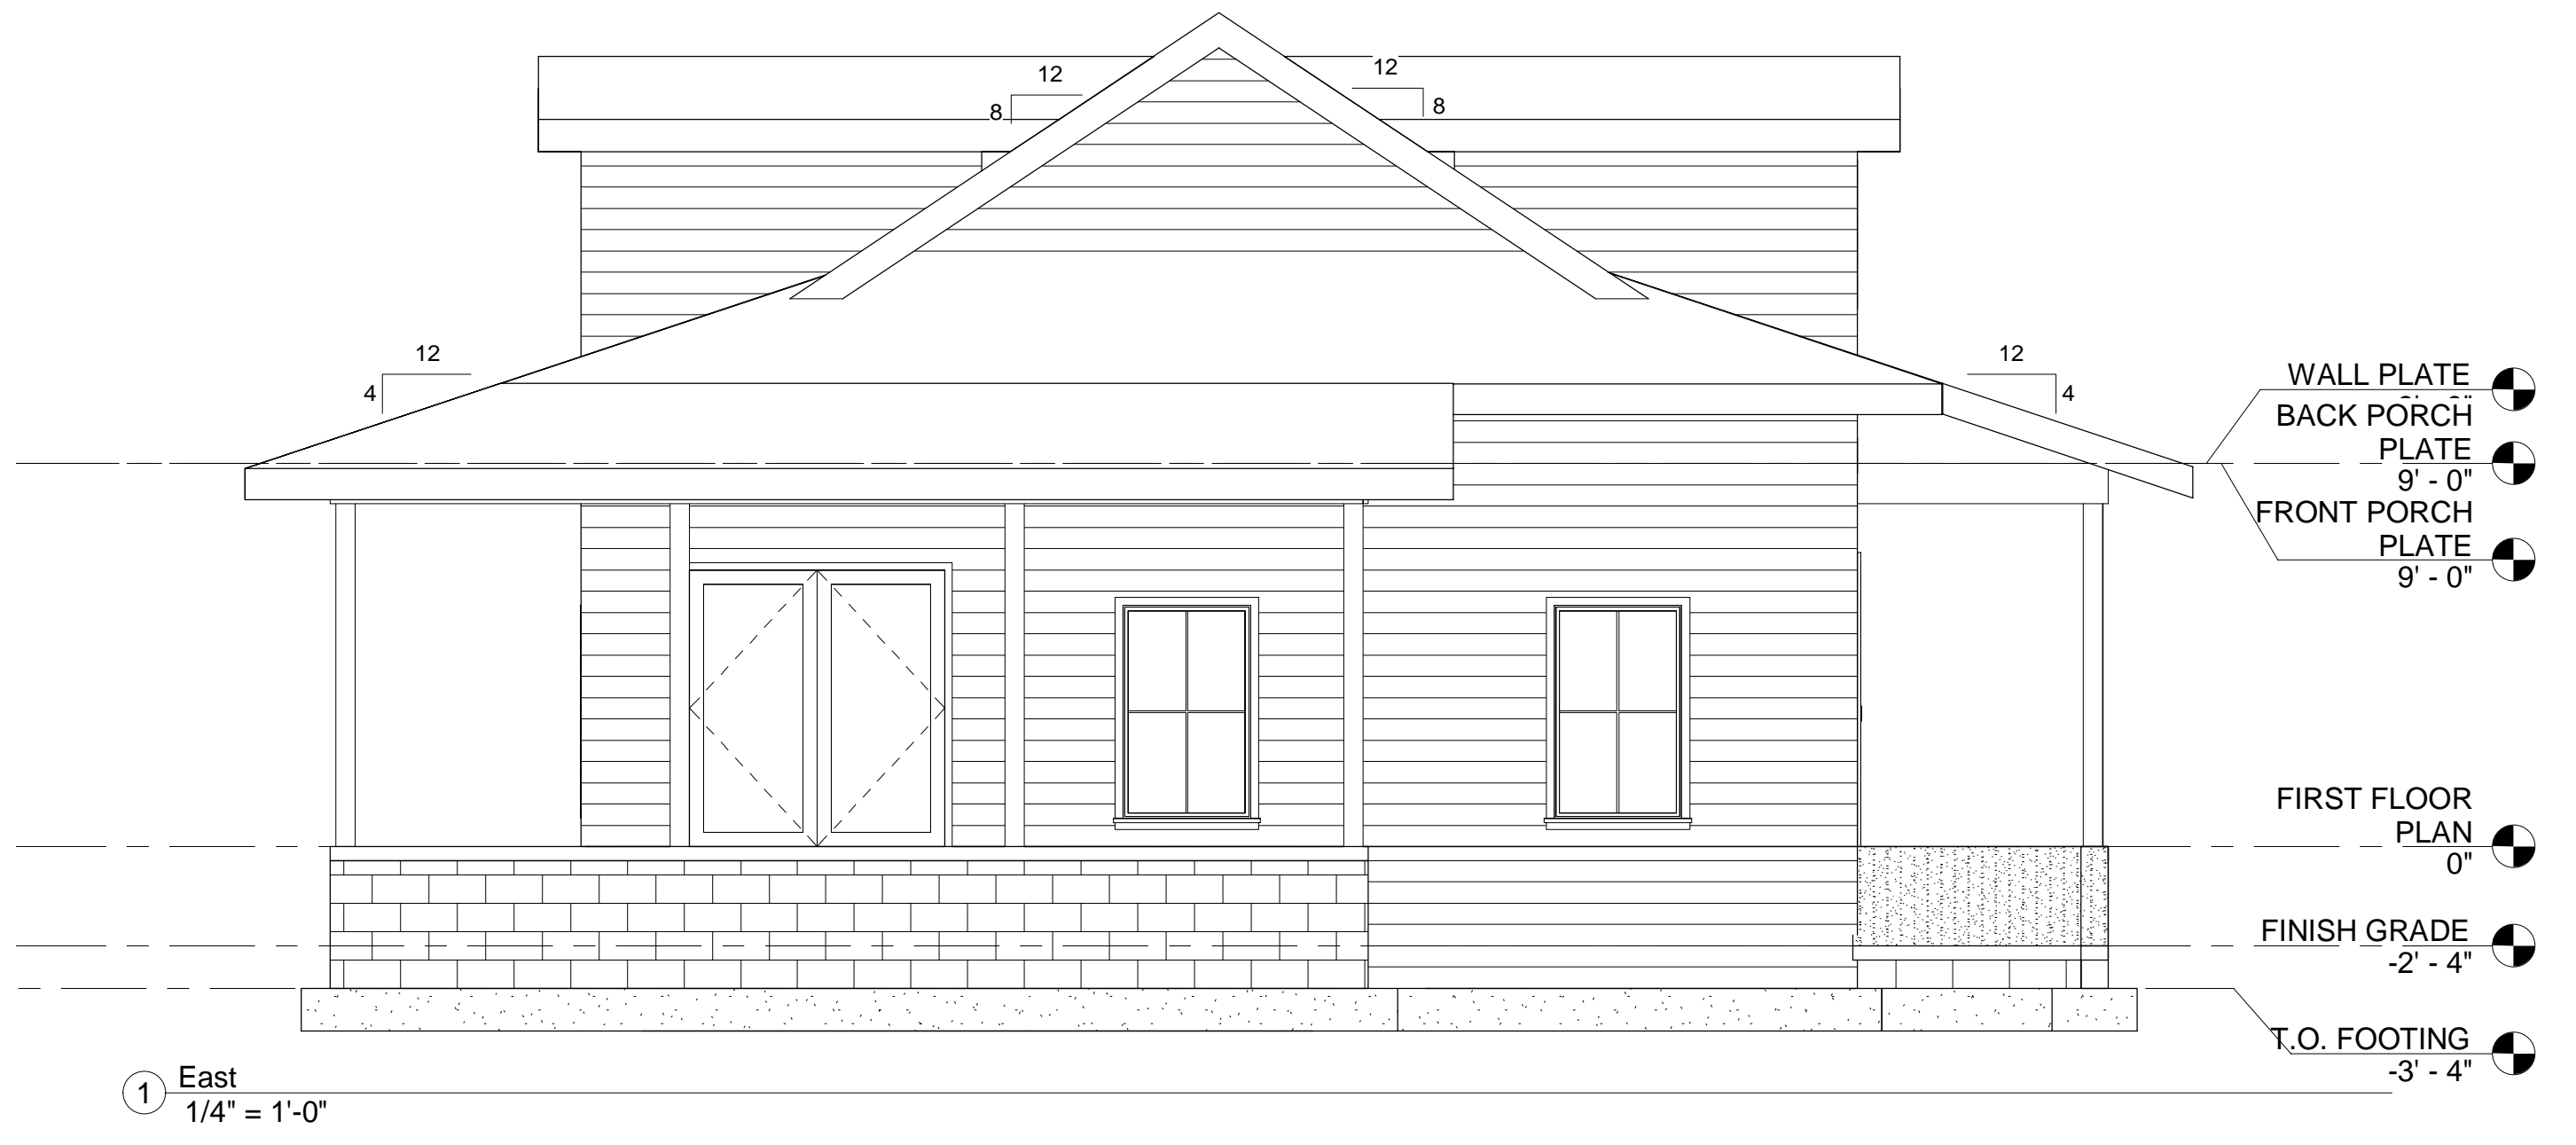 12
12
8
8
12
4
12
4
WALL PLATE
BACK PORCH
PLATE
9' - 0"
FRONT PORCH
PLATE
9' - 0"
FIRST FLOOR
PLAN
0"
FINISH GRADE
-2' - 4"
T.O. FOOTING
-3' - 4"
1
East
1/4" = 1'-0"